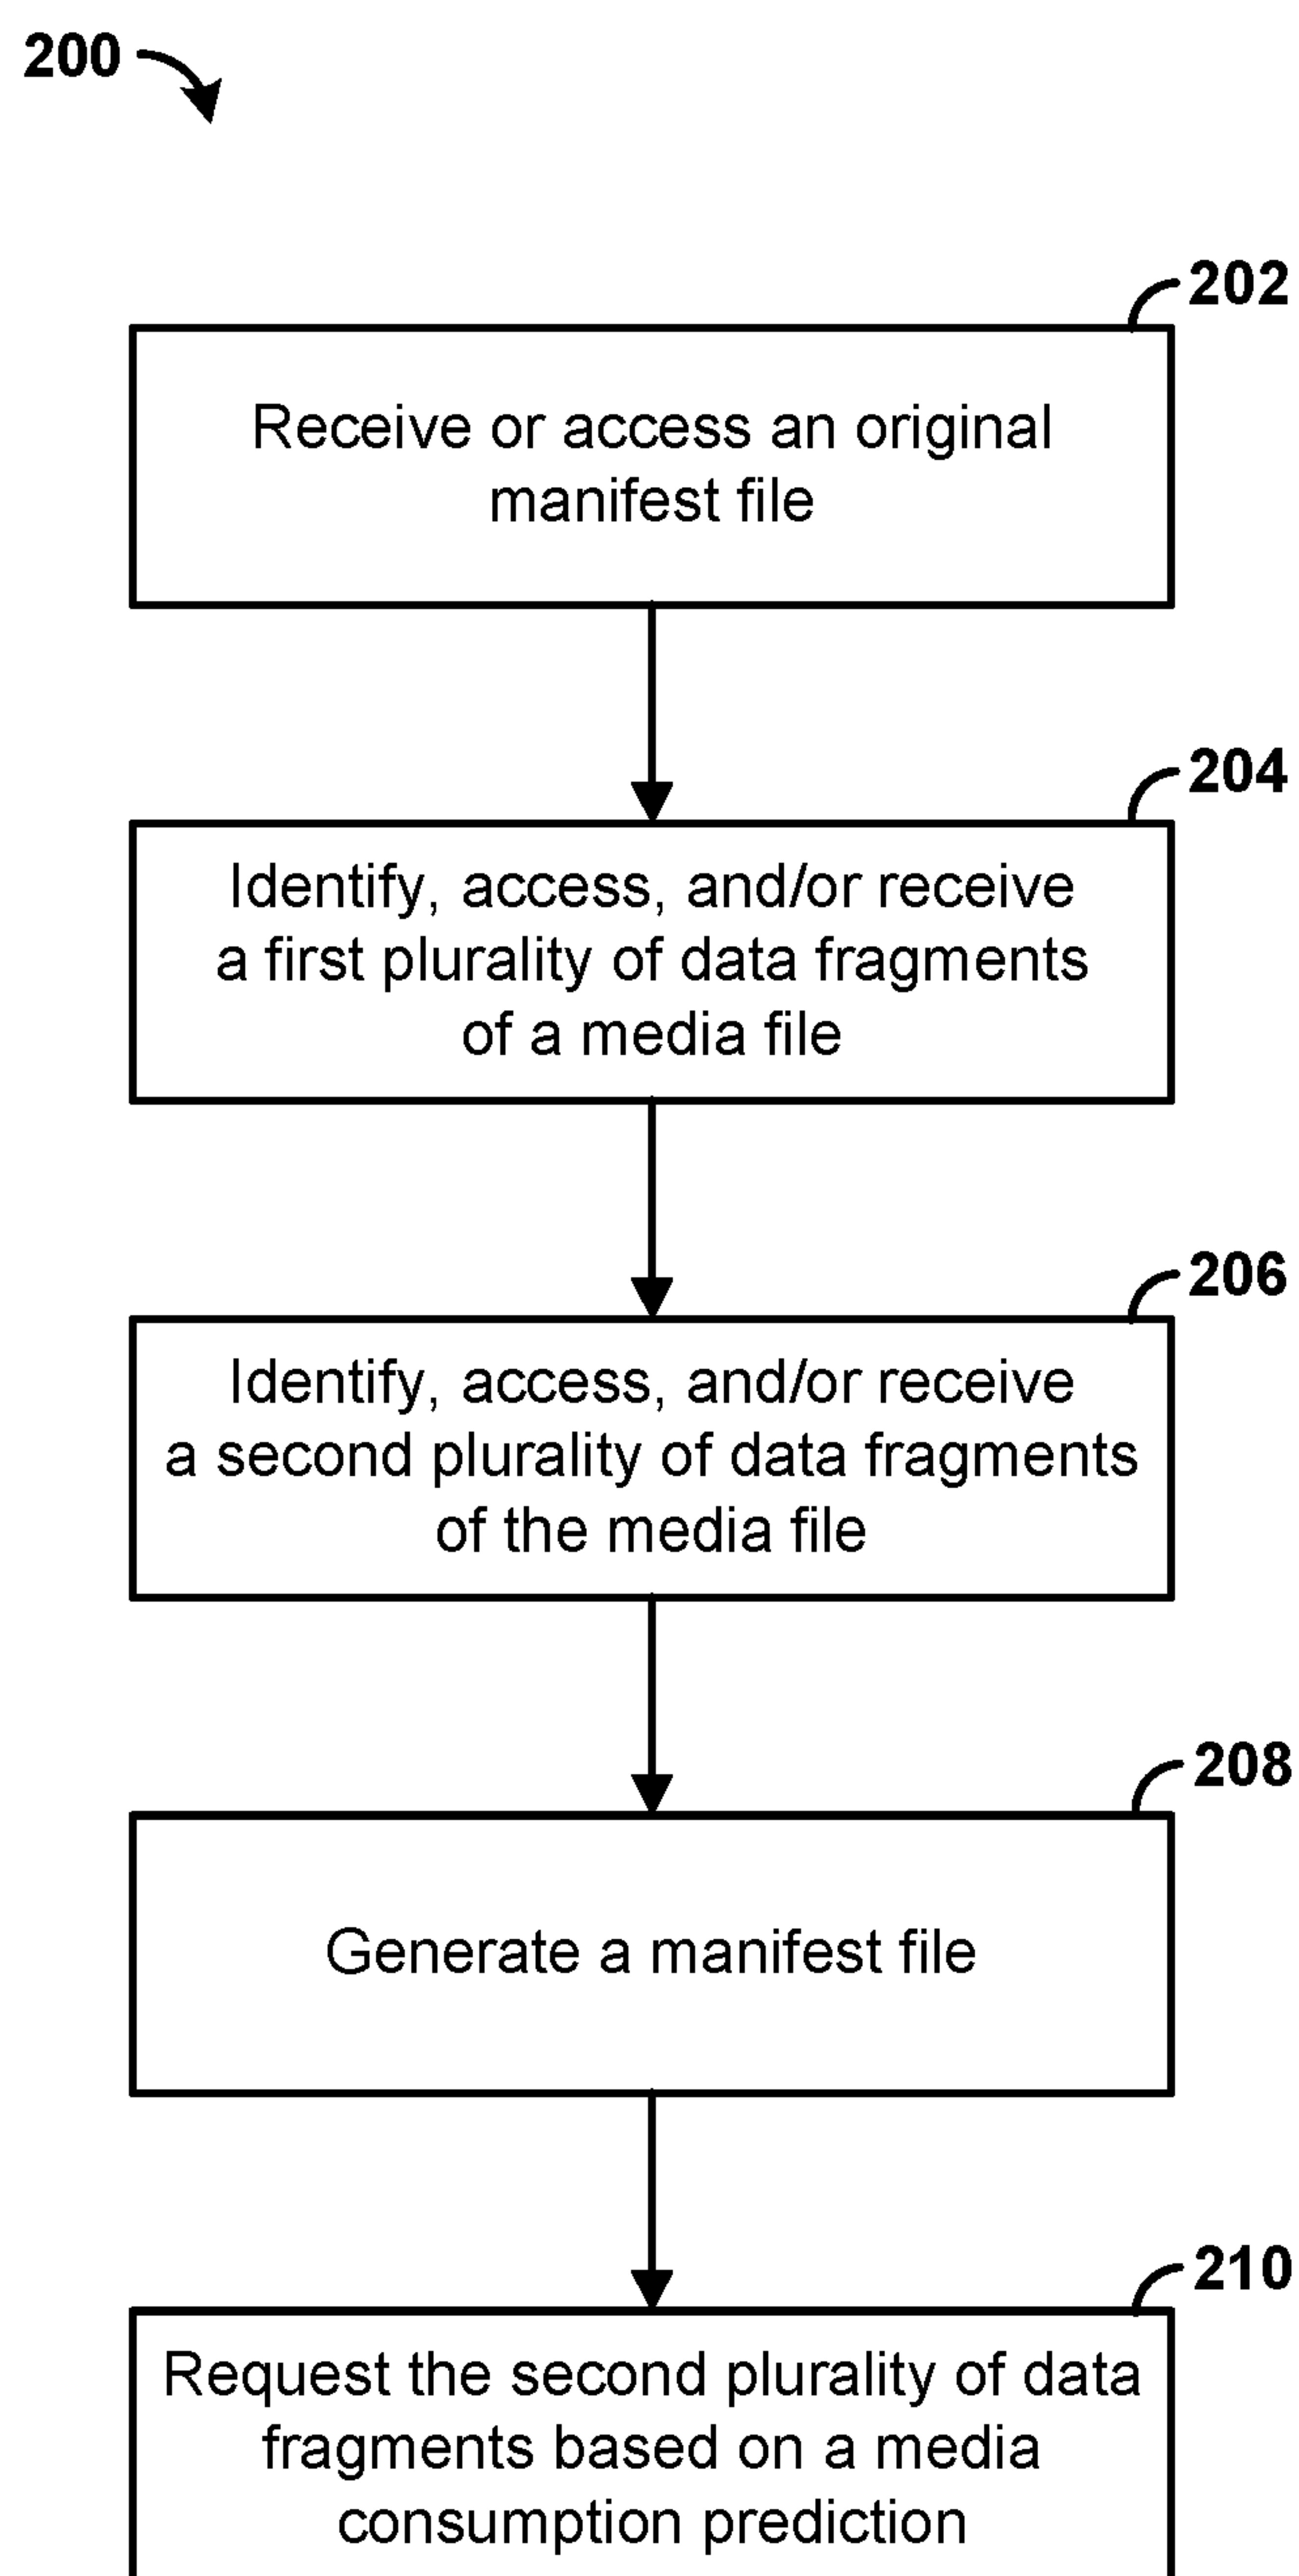 200
202
Receive or access an original
manifest file
204
Identify, access, and/or receive
a first plurality of data fragments
of a media file
206
Identify, access, and/or receive
a second plurality of data fragments
of the media file
208
Generate a manifest file
210
Request the second plurality of data
fragments based on a media
consumption prediction